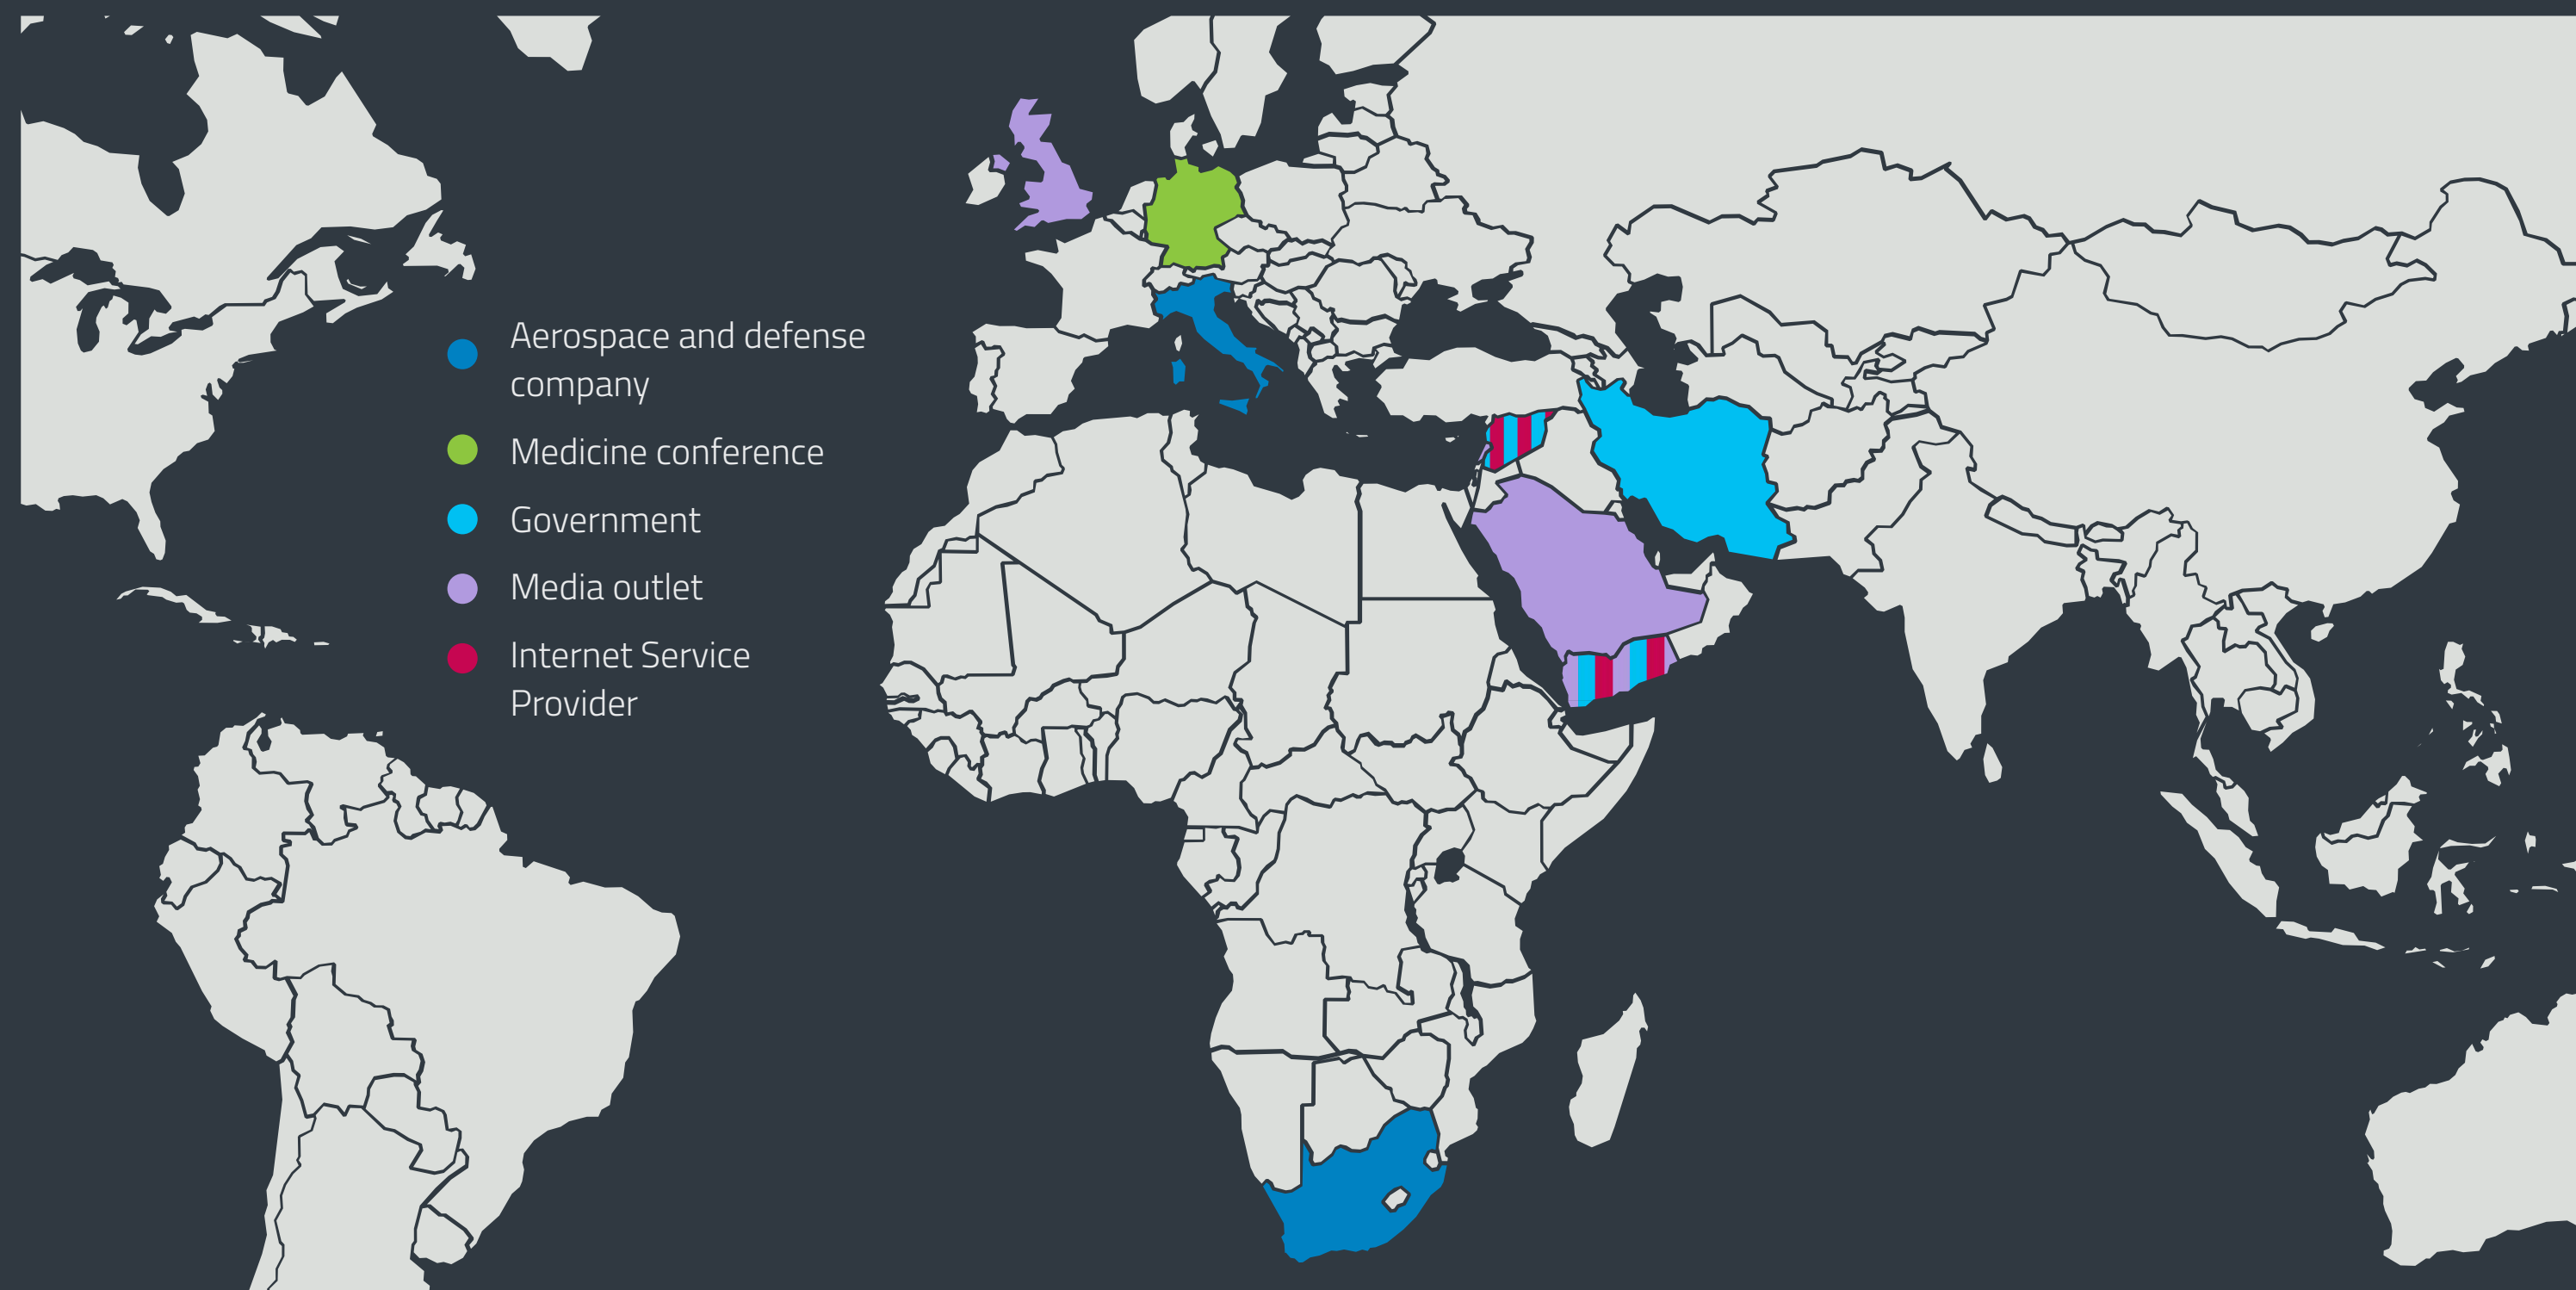 Aerospace and defense
company
Medicine conference
Government
Media outlet
Internet Service
Provider